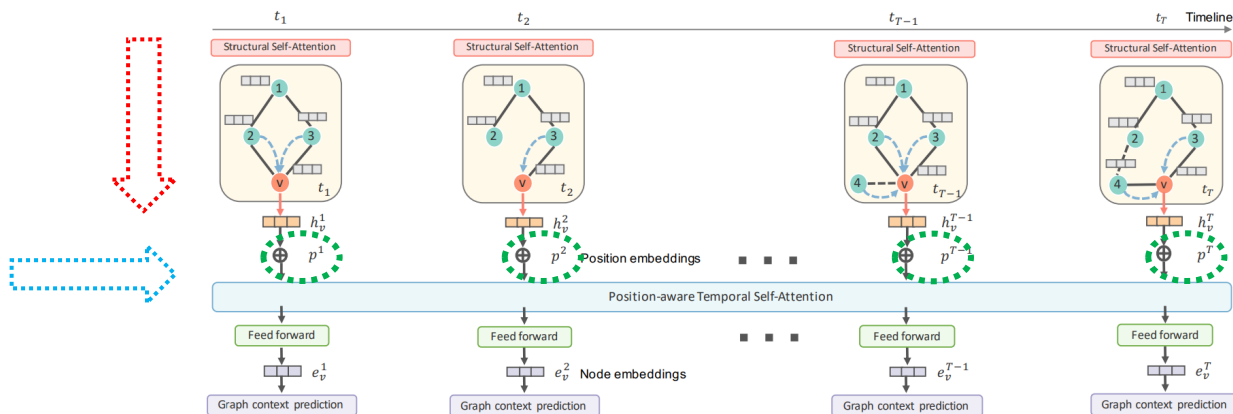 t₁ t₂ t_{T−1} t_T Timeline
Structural Self-Attention Structural Self-Attention Structural Self-Attention Structural Self-Attention
1 1 1 1
2 3 2 3 2 3 2 3
v v 4 v 4 v
t₁ t₂ t_{T−1} t_T
h_v^1 h_v^2 h_v^{T−1} h_v^T
p^1 p^2 Position embeddings p^{T−1} p^T
Position-aware Temporal Self-Attention
Feed forward Feed forward Feed forward Feed forward
e_v^1 e_v^2 Node embeddings e_v^{T−1} e_v^T
Graph context prediction Graph context prediction Graph context prediction Graph context prediction